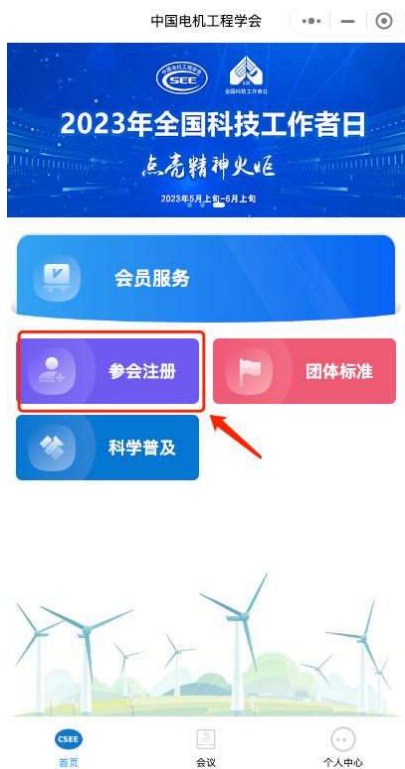 中国电机工程学会
CSEE
2023年全国科技工作者日
点亮精神火炬
2023年5月上旬-6月上旬
会员服务
参会注册
团体标准
科学普及
CSEE
首页
会议
个人中心